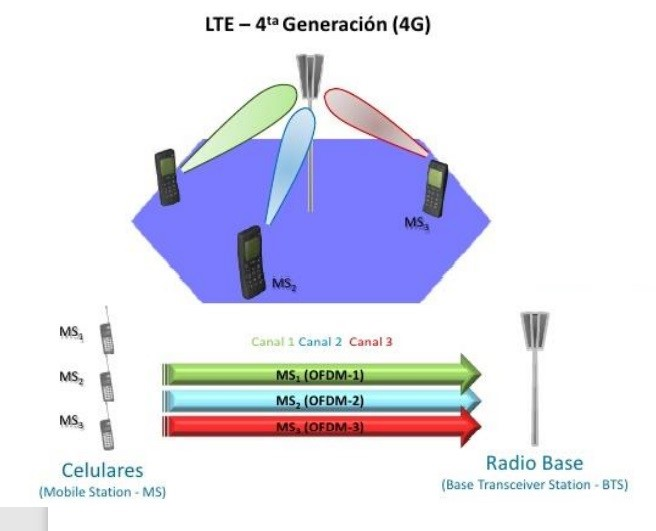 LTE – 4ta Generación (4G)
MS3
MS2
Canal 1 Canal 2 Canal 3
MS1
MS1 (OFDM-1)
MS2
MS2 (OFDM-2)
MS3
MS3 (OFDM-3)
Celulares
(Mobile Station - MS)
Radio Base
(Base Transceiver Station - BTS)